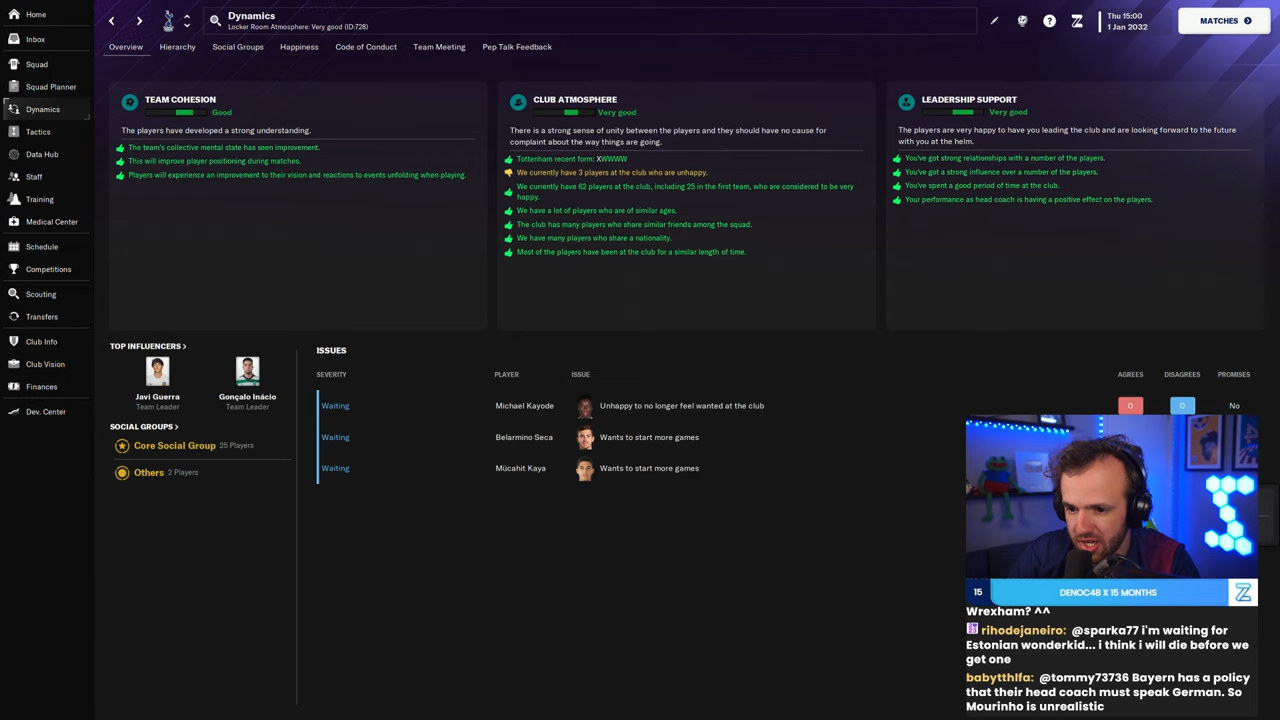 Home
Inbox
Squad
Squad Planner
Dynamics
Tactics
Data Hub
Staff
Training
Medical Center
Schedule
Competitions
Scouting
Transfers
Club Info
Club Vision
Finances
Dev. Center
Dynamics
Locker Room Atmosphere: Very good (ID:728)
Thu 15:00
1 Jan 2032
MATCHES
Overview Hierarchy Social Groups Happiness Code of Conduct Team Meeting Pep Talk Feedback
TEAM COHESION
Good
The players have developed a strong understanding.
The team's collective mental state has seen improvement.
This will improve player positioning during matches.
Players will experience an improvement to their vision and reactions to events unfolding when playing.
CLUB ATMOSPHERE
Very good
There is a strong sense of unity between the players and they should have no cause for
complaint about the way things are going.
Tottenham recent form: XWWWW
We currently have 3 players at the club who are unhappy.
We currently have 62 players at the club, including 25 in the first team, who are considered to be very
happy.
We have a lot of players who are of similar ages.
The club has many players who share similar friends among the squad.
We have many players who share a nationality.
Most of the players have been at the club for a similar length of time.
LEADERSHIP SUPPORT
Very good
The players are very happy to have you leading the club and are looking forward to the future
with you at the helm.
You've got strong relationships with a number of the players.
You've got a strong influence over a number of the players.
You've spent a good period of time at the club.
Your performance as head coach is having a positive effect on the players.
TOP INFLUENCERS >
Javi Guerra
Team Leader
Gonçalo Inácio
Team Leader
SOCIAL GROUPS >
Core Social Group 25 Players
Others 2 Players
ISSUES
SEVERITY PLAYER ISSUE AGREES DISAGREES PROMISES
Waiting Michael Kayode Unhappy to no longer feel wanted at the club 0 0 No
Waiting Belarmino Seca Wants to start more games
Waiting Mücahit Kaya Wants to start more games
15 DENOC48 X 15 MONTHS
Wrexham? ^^
rihodejaneiro: @sparka77 i'm waiting for
Estonian wonderkid... i think i will die before we
get one
babytthlfa: @tommy73736 Bayern has a policy
that their head coach must speak German. So
Mourinho is unrealistic